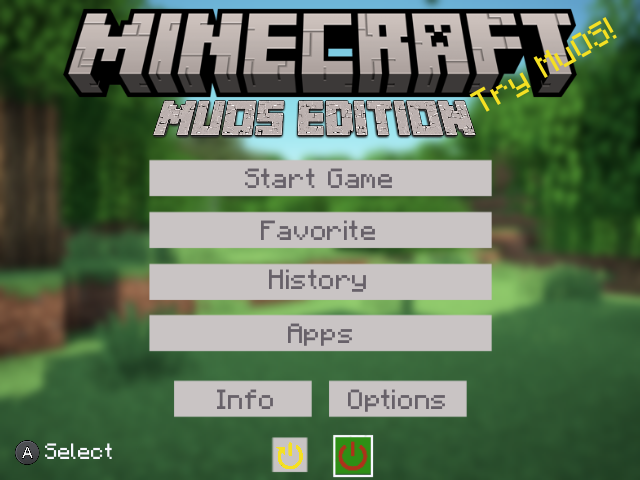 MINECRAFT
Try MuOS!
MUOS EDITION
Start Game
Favorite
History
Apps
Info
Options
A Select